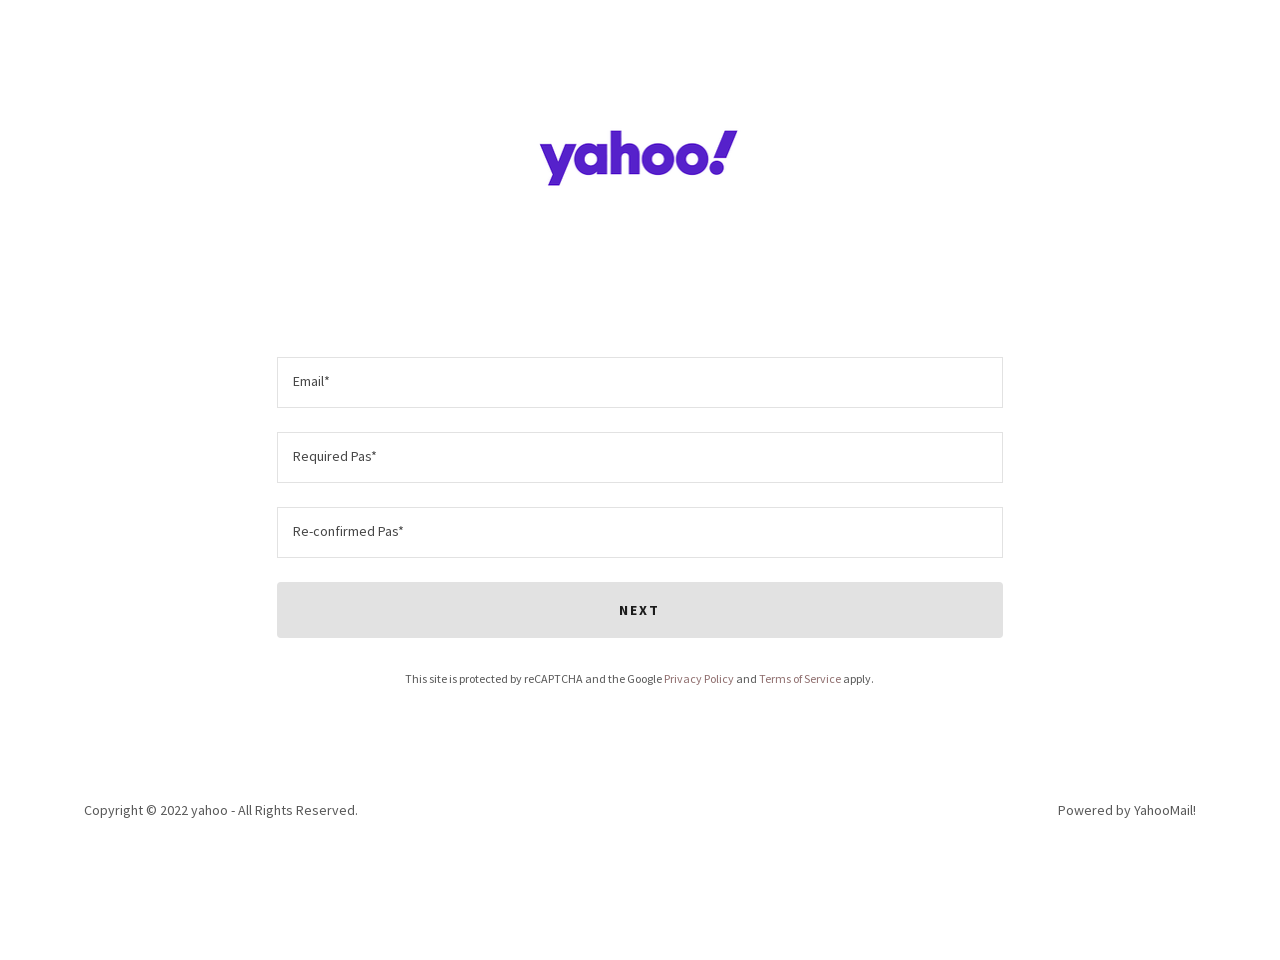 yahoo!
Email*
Required Pas*
Re-confirmed Pas*
NEXT
This site is protected by reCAPTCHA and the Google Privacy Policy and Terms of Service apply.
Copyright © 2022 yahoo - All Rights Reserved.
Powered by YahooMail!